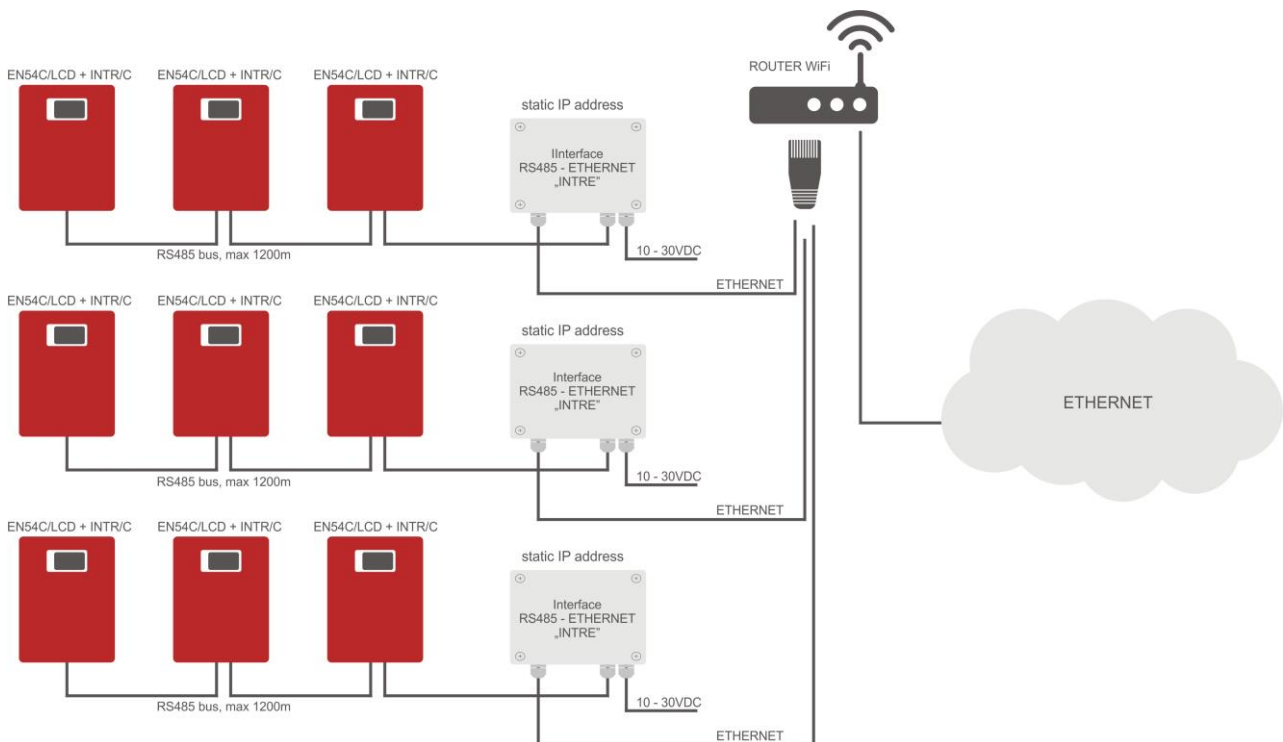 ROUTER WiFi
EN54C/LCD + INTR/C
EN54C/LCD + INTR/C
EN54C/LCD + INTR/C
static IP address
IInterface
RS485 - ETHERNET
„INTRE”
RS485 bus, max 1200m
10 - 30VDC
ETHERNET
EN54C/LCD + INTR/C
EN54C/LCD + INTR/C
EN54C/LCD + INTR/C
static IP address
Interface
RS485 - ETHERNET
„INTRE”
RS485 bus, max 1200m
10 - 30VDC
ETHERNET
ETHERNET
EN54C/LCD + INTR/C
EN54C/LCD + INTR/C
EN54C/LCD + INTR/C
static IP address
Interface
RS485 - ETHERNET
„INTRE”
RS485 bus, max 1200m
10 - 30VDC
ETHERNET